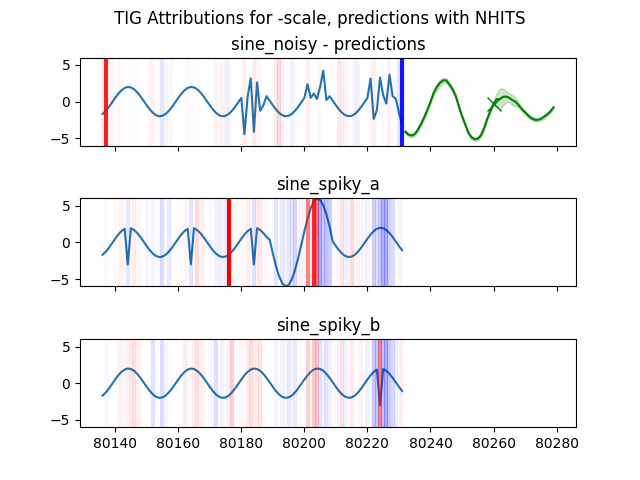 TIG Attributions for -scale, predictions with NHITS
sine_noisy - predictions
5
0
−5
sine_spiky_a
5
0
−5
sine_spiky_b
5
0
−5
80140 80160 80180 80200 80220 80240 80260 80280